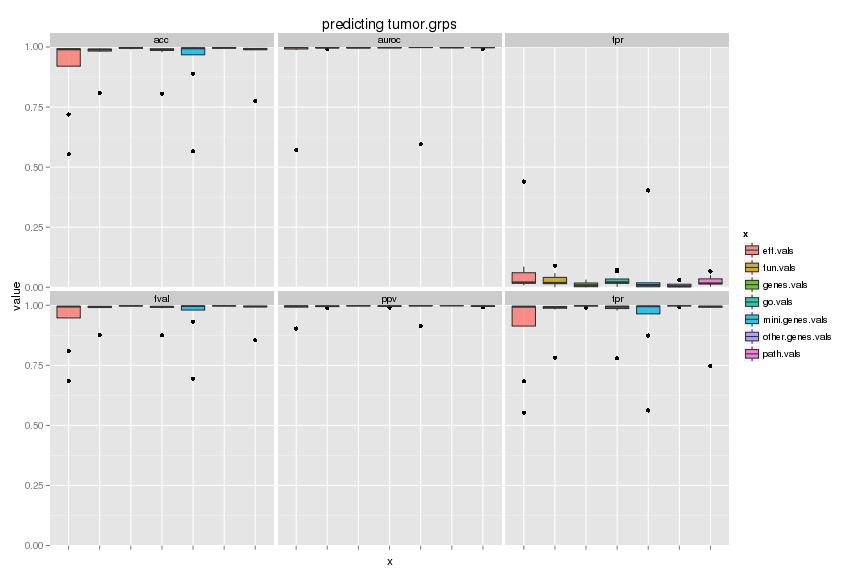 predicting tumor.grps
acc
auroc
fpr
1.00
0.75
0.50
0.25
0.00
fval
ppv
tpr
1.00
0.75
0.50
0.25
0.00
value
x
x
eff.vals
fun.vals
genes.vals
go.vals
mini.genes.vals
other.genes.vals
path.vals